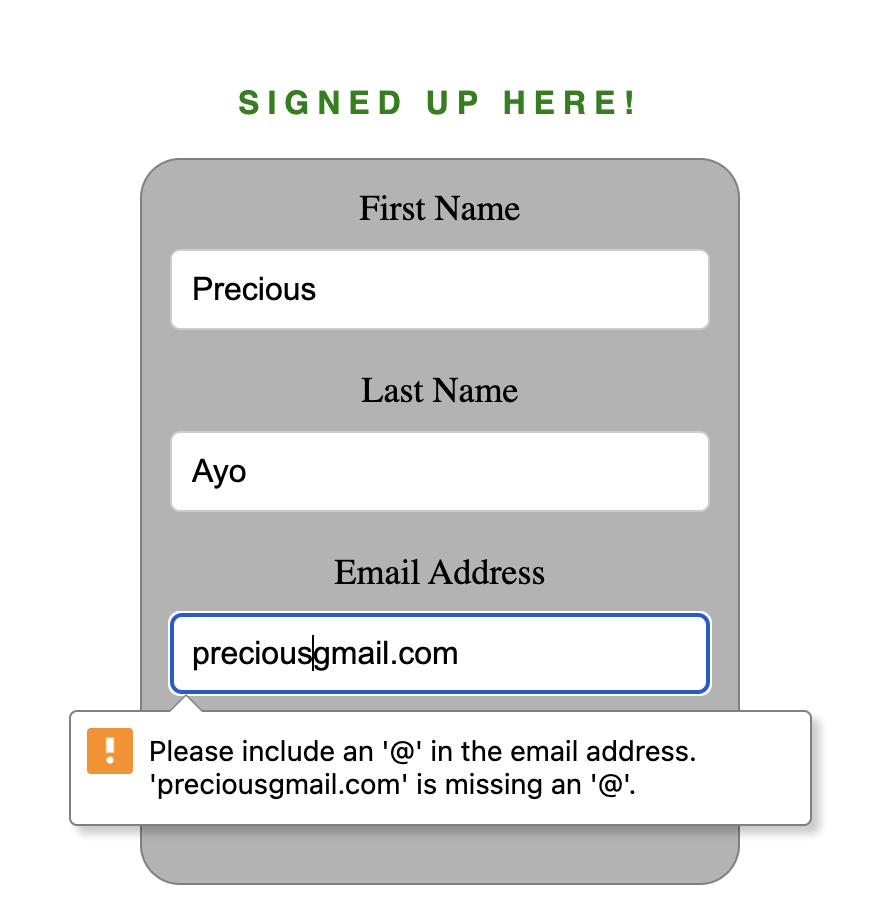 SIGNED UP HERE!
First Name
Precious
Last Name
Ayo
Email Address
preciousgmail.com
Please include an '@' in the email address.
'preciousgmail.com' is missing an '@'.